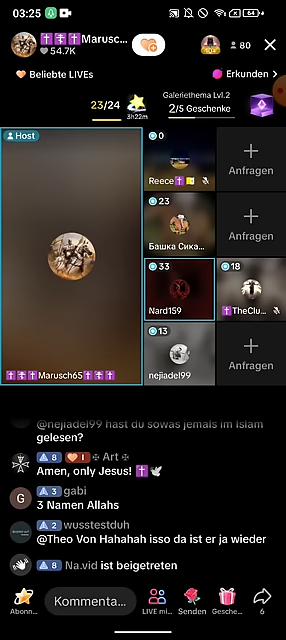 03:25
64
✝️✝️✝️Marusch...
54.7K
80
Beliebte LIVEs
Erkunden >
23/24
3h22m
Galeriethema Lvl.2
2/5 Geschenke
Host
✝️✝️✝️Marusch65✝️✝️✝️
0
Reece✝️
Anfragen
23
Башка Сика...
Anfragen
33
Nard159
18
✝️TheClu...
13
nejiadel99
Anfragen
@nejiadel99 hast du sowas jemals im Islam
gelesen?
8 1 ✠ Art ✠
Amen, only Jesus! ✝️🕊️
G 3 gabi
3 Namen Allahs
2 wusstestduh
@Theo Von Hahahah isso da ist er ja wieder
8 Na.vid ist beigetreten
Kommenta...
Abonn...
LIVE mi...
Senden
Gesche...
6